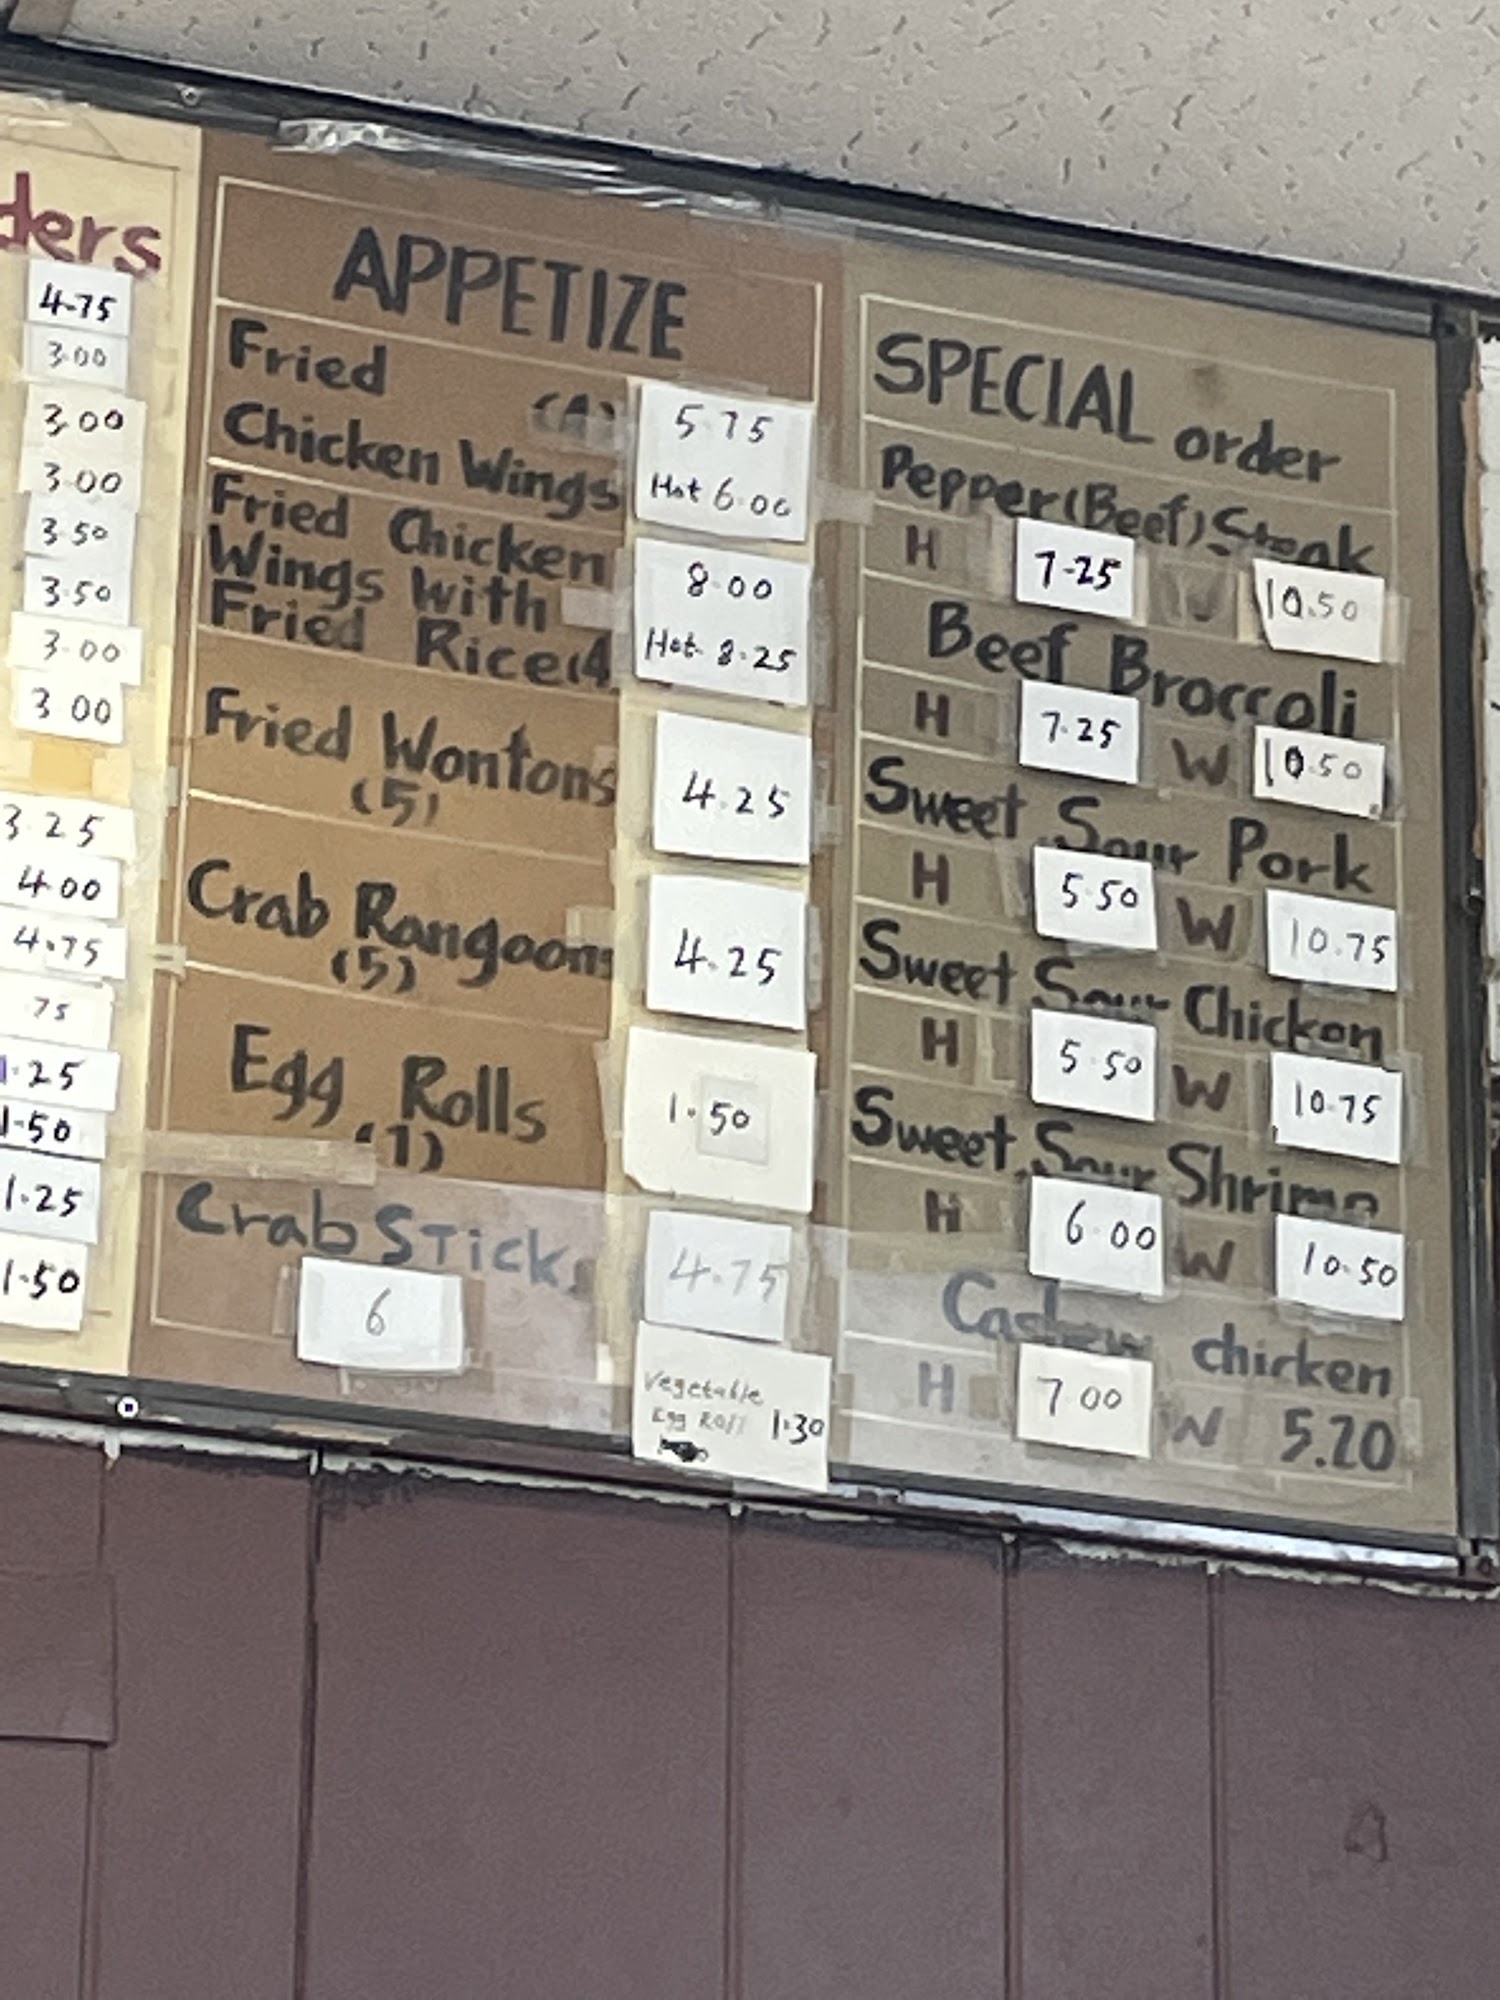 ders
4.75
3.00
3.00
3.00
3.50
3.50
3.00
3.00
3.25
4.00
4.75
75
1.25
1.50
1.25
1.50
APPETIZE
Fried (4)
Chicken Wings
5.75
Hot 6.00
Fried Chicken
Wings with
Fried Rice (4
8.00
Hot 8.25
Fried Wontons
(5)
4.25
Crab Rangoons
(5)
4.25
Egg Rolls
(1)
1.50
Crab Sticks
6
4.75
Vegetable
Egg Roll 1.30
SPECIAL order
Pepper (Beef) Steak
H 7.25 W 10.50
Beef Broccoli
H 7.25 W 10.50
Sweet Sour Pork
H 5.50 W 10.75
Sweet Sour Chicken
H 5.50 W 10.75
Sweet Sour Shrimp
H 6.00 W 10.50
Cashew chicken
H 7.00 W 5.20